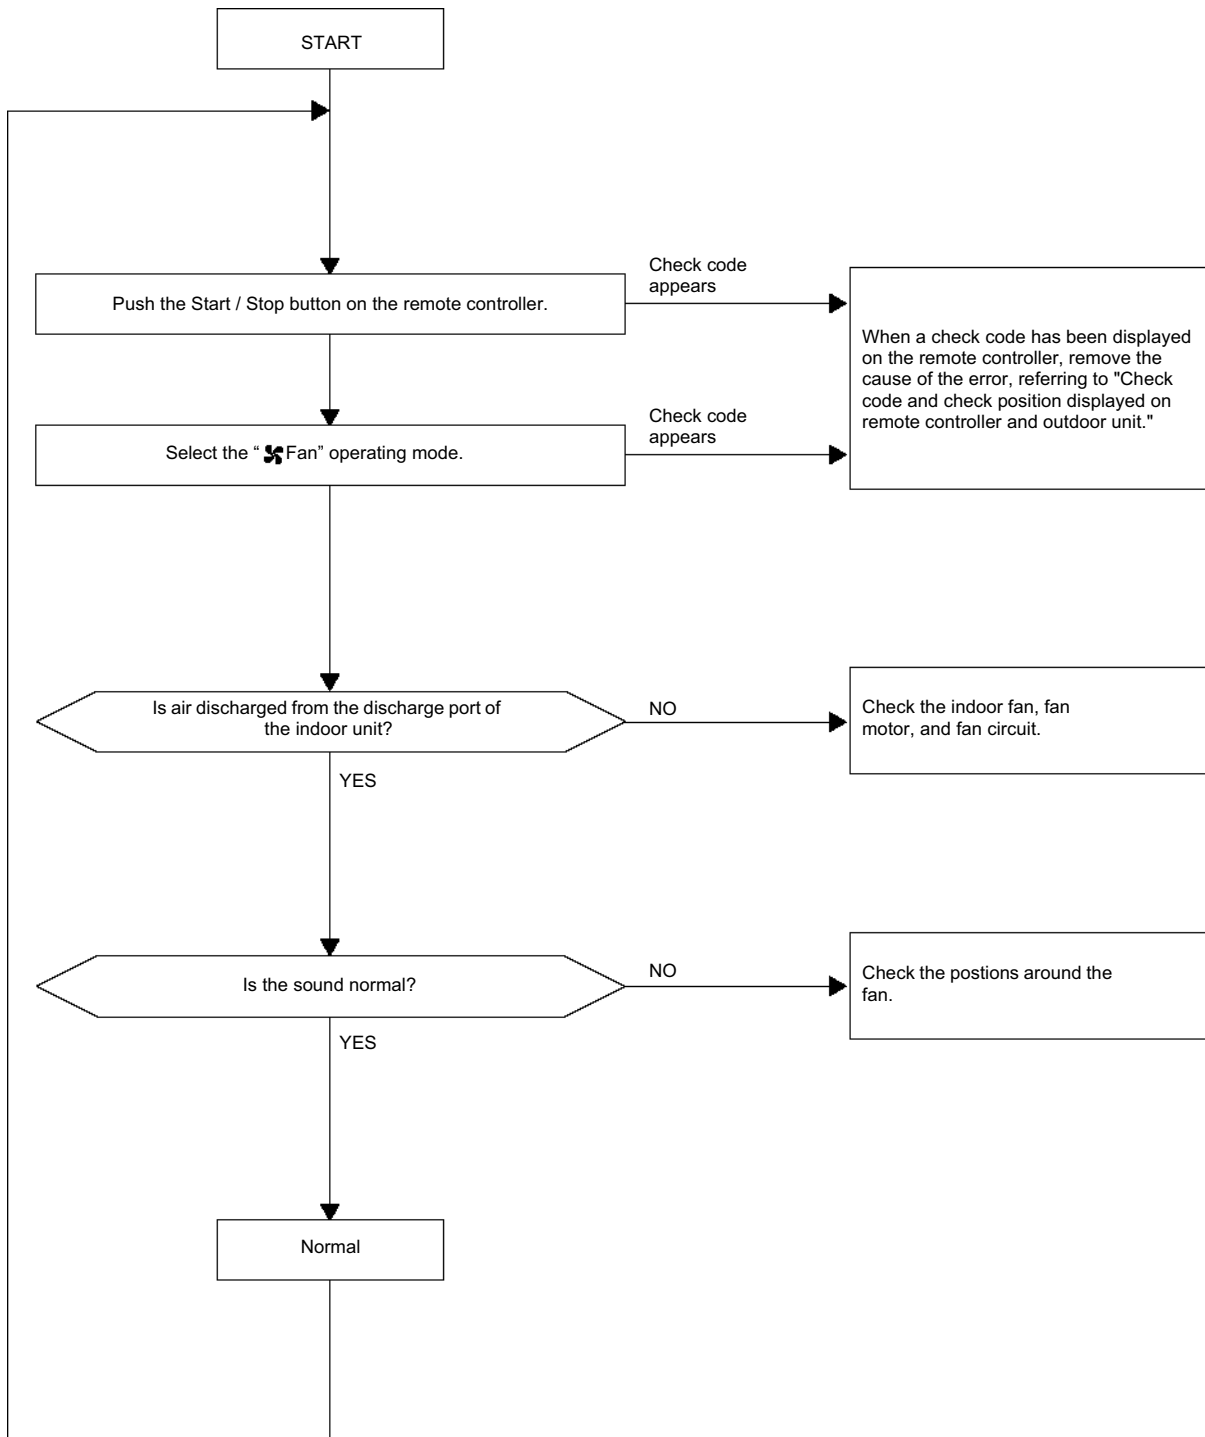 START
Check code
appears
Push the Start / Stop button on the remote controller.
When a check code has been displayed
on the remote controller, remove the
cause of the error, referring to "Check
code and check position displayed on
remote controller and outdoor unit."
Check code
appears
Select the “ Fan” operating mode.
Is air discharged from the discharge port of
the indoor unit?
NO
Check the indoor fan, fan
motor, and fan circuit.
YES
Is the sound normal?
NO
Check the postions around the
fan.
YES
Normal